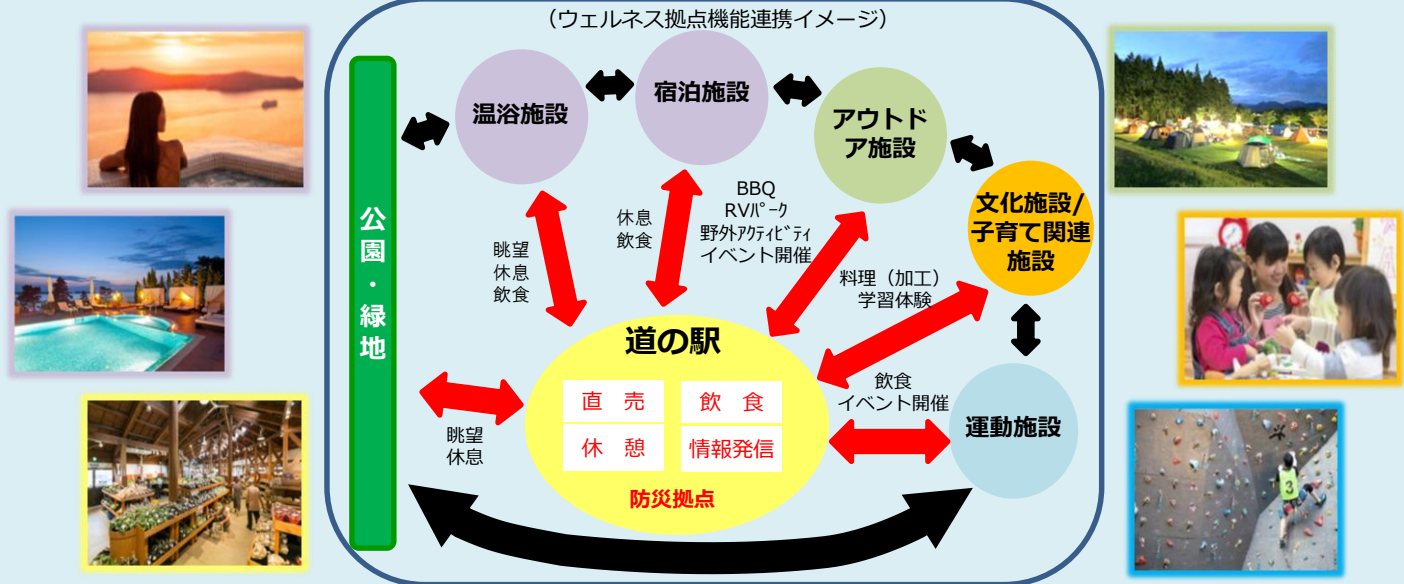 (ウェルネス拠点機能連携イメージ)
温浴施設
宿泊施設
アウトド
ア施設
文化施設/
子育て関連
施設
運動施設
公園・緑地
眺望
休息
飲食
休息
飲食
BBQ
RVパーク
野外アクティビティ
イベント開催
料理（加工）
学習体験
飲食
イベント開催
眺望
休息
道の駅
直 売
飲 食
休 憩
情報発信
防災拠点
3